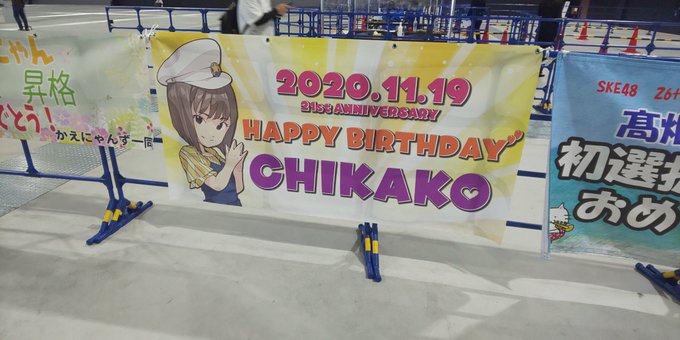 にゃん
昇格
でとう!
かえにゃんず一同
2020.11.19
21st ANNIVERSARY
HAPPY BIRTHDAY
CHIKAKO
SKE48
高畑
初選抜
おめ